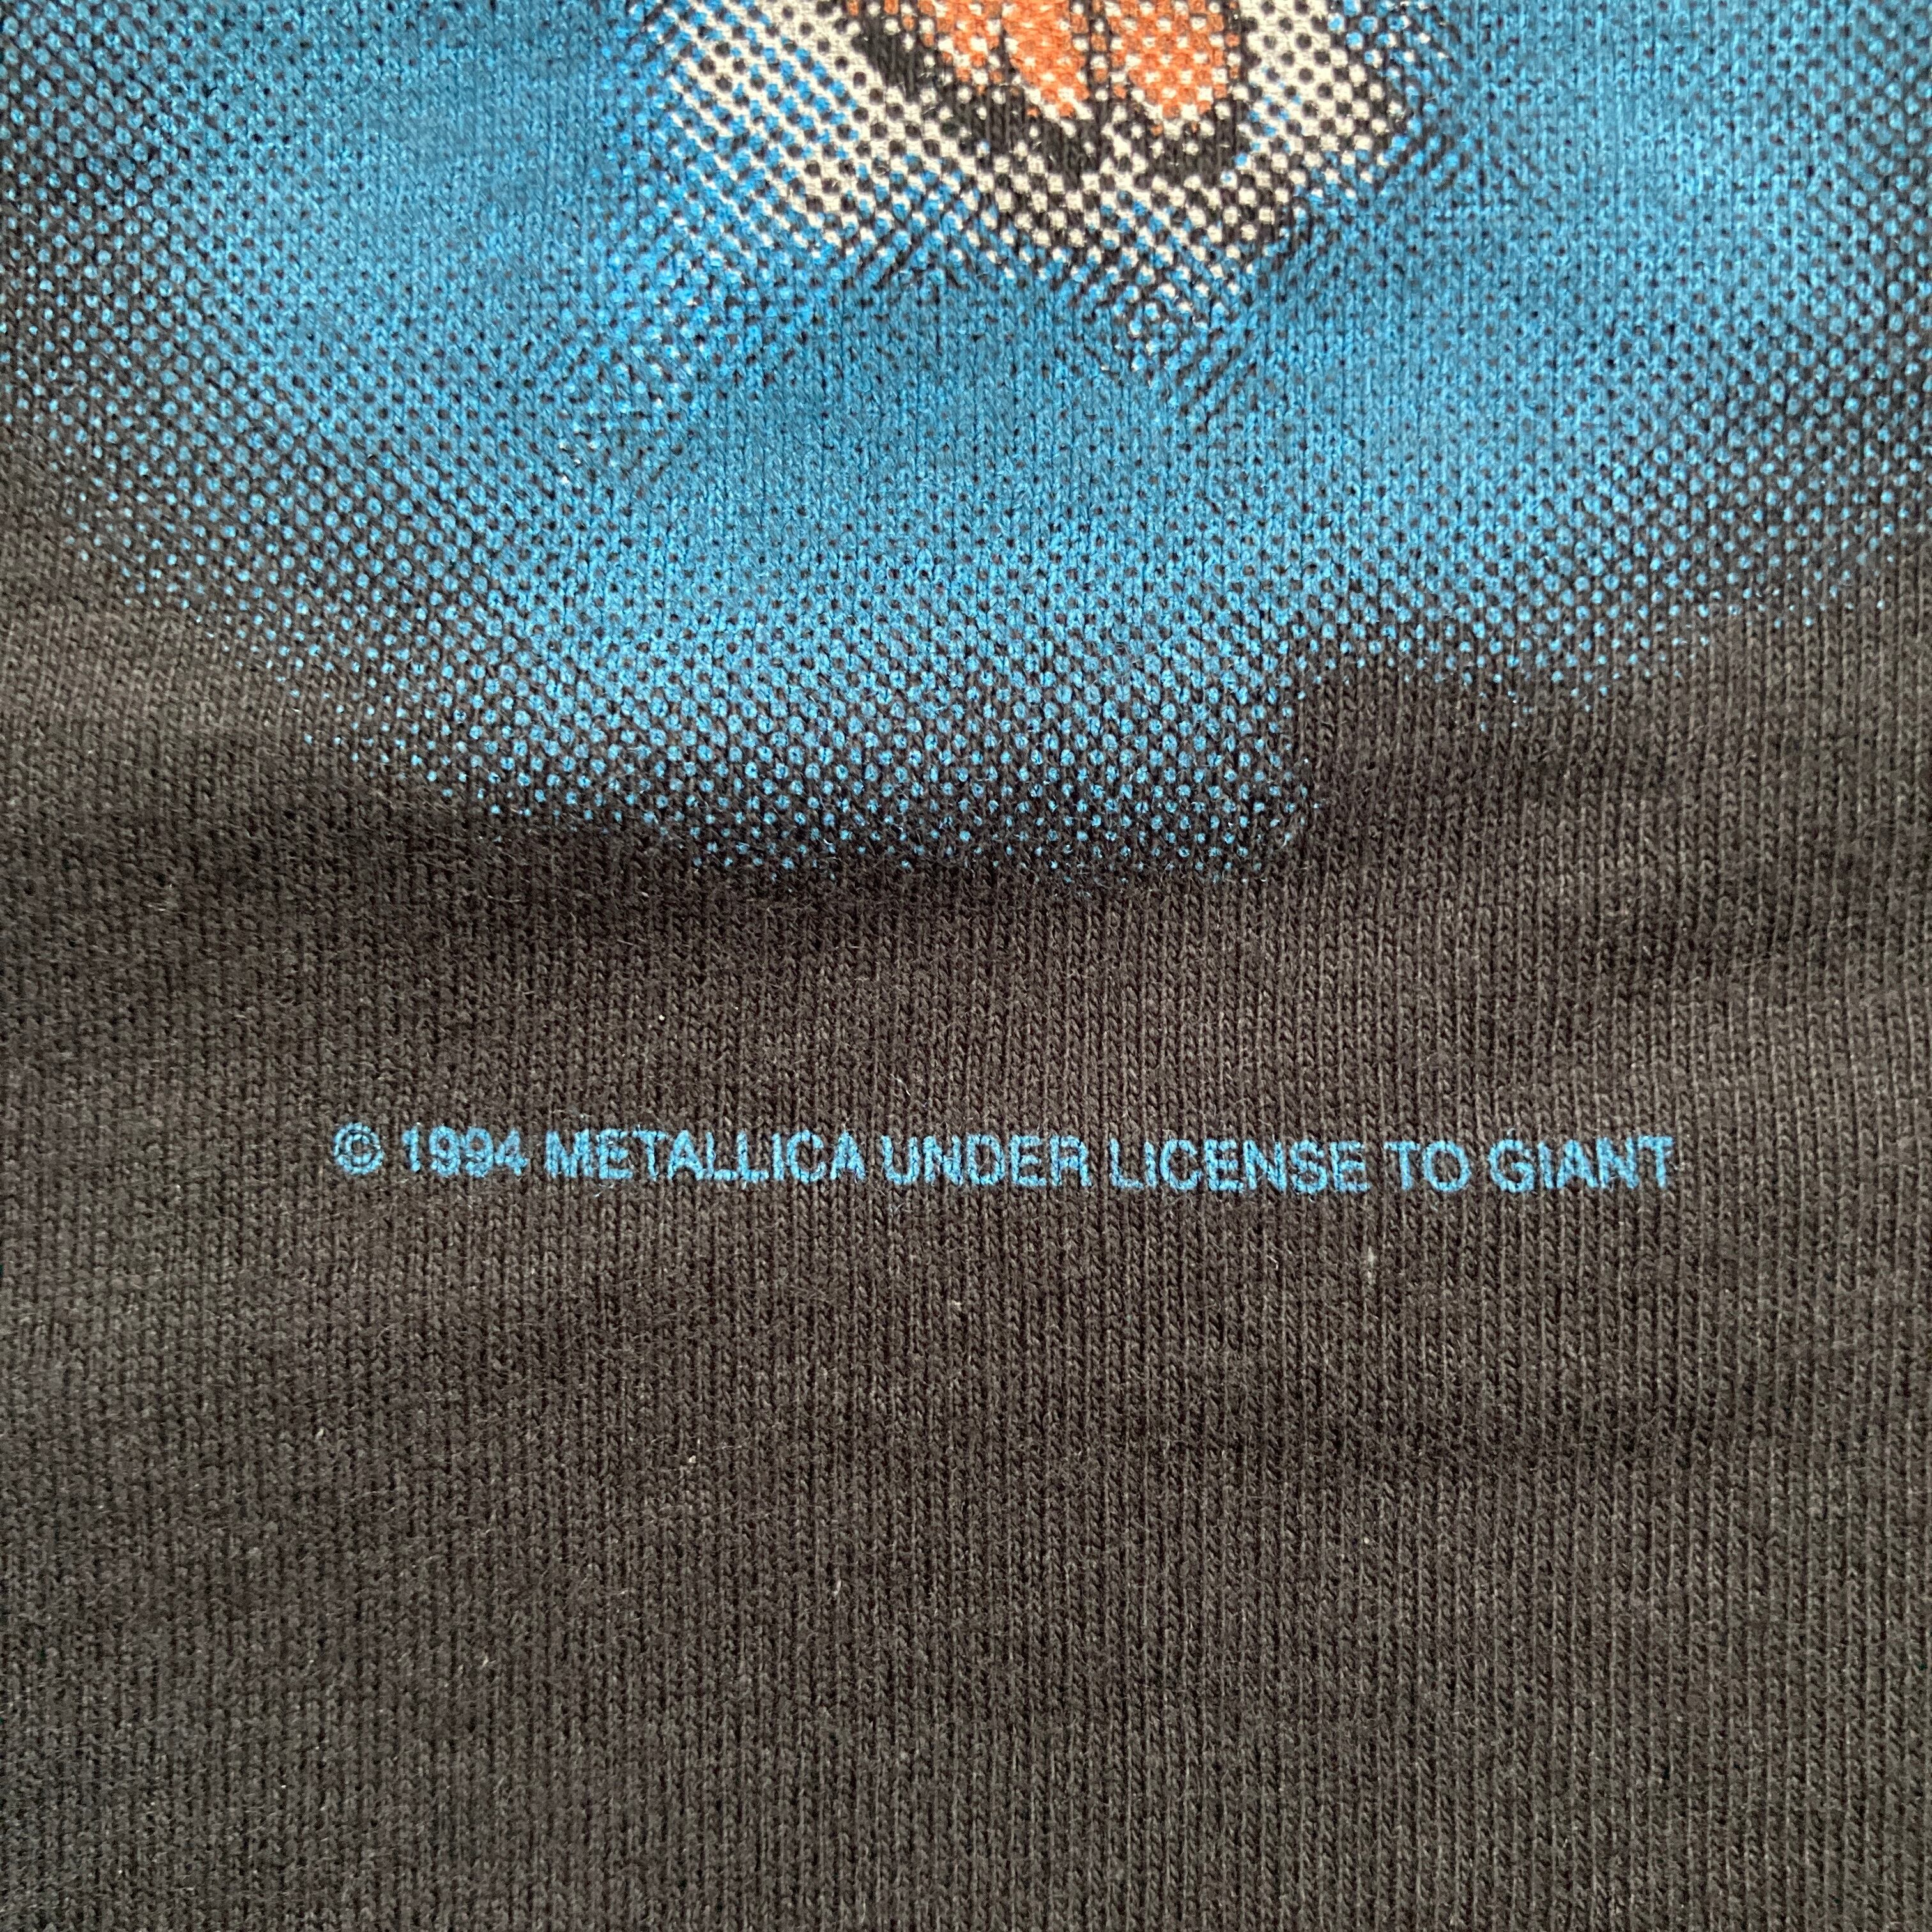 © 1994 METALLICA UNDER LICENSE TO GIANT